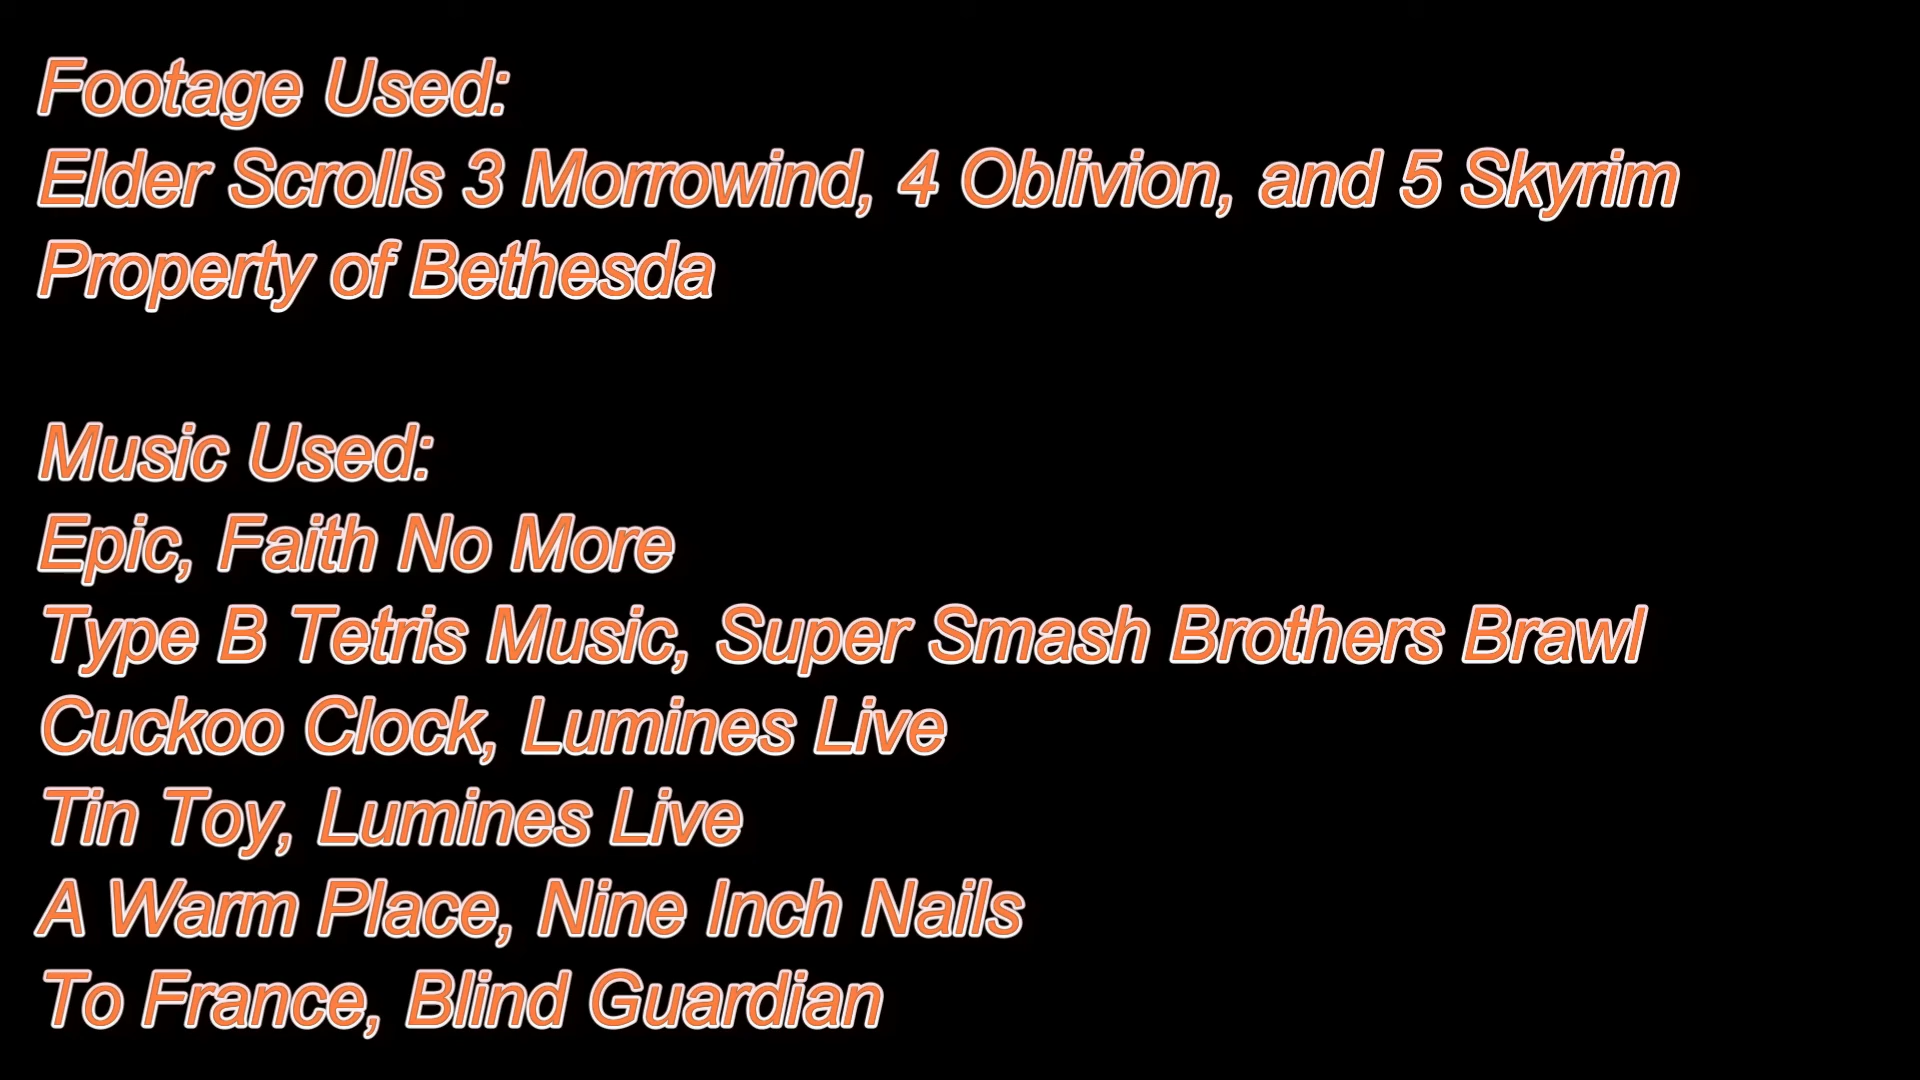 Footage Used:
Elder Scrolls 3 Morrowind, 4 Oblivion, and 5 Skyrim
Property of Bethesda
Music Used:
Epic, Faith No More
Type B Tetris Music, Super Smash Brothers Brawl
Cuckoo Clock, Lumines Live
Tin Toy, Lumines Live
A Warm Place, Nine Inch Nails
To France, Blind Guardian